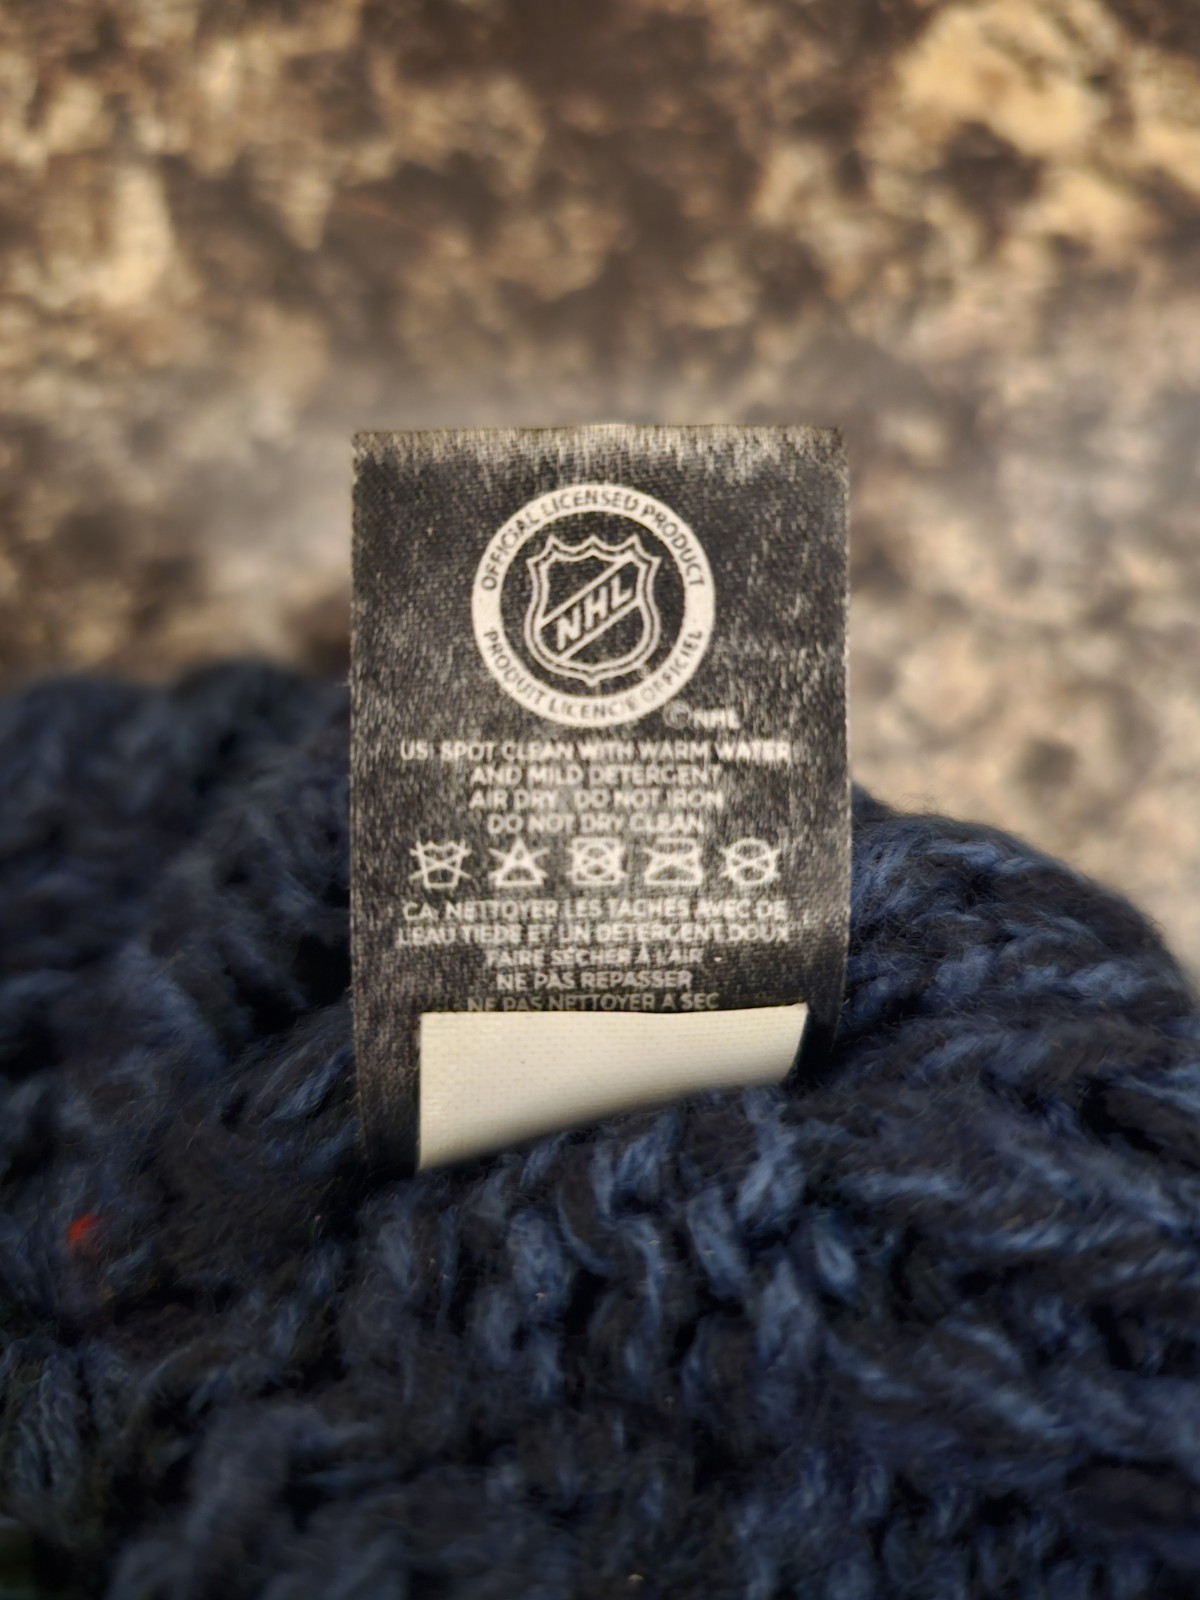 OFFICIAL LICENSED PRODUCT
NHL
PRODUIT LICENCIÉ OFFICIEL
©NHL
US: SPOT CLEAN WITH WARM WATER
AND MILD DETERGENT
AIR DRY DO NOT IRON
DO NOT DRY CLEAN
CA: NETTOYER LES TACHES AVEC DE
L'EAU TIEDE ET UN DETERGENT DOUX
FAIRE SECHER À L'AIR
NE PAS REPASSER
NE PAS NETTOYER A SEC